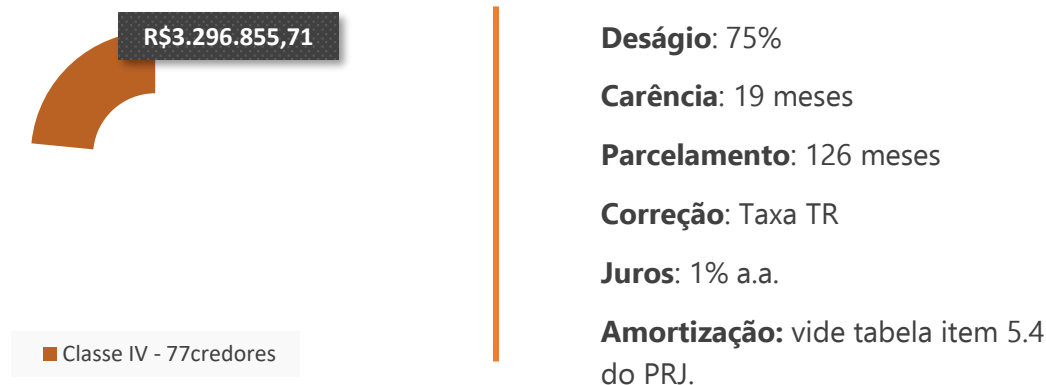 R$3.296.855,71
Classe IV - 77credores
Deságio: 75%
Carência: 19 meses
Parcelamento: 126 meses
Correção: Taxa TR
Juros: 1% a.a.
Amortização: vide tabela item 5.4
do PRJ.